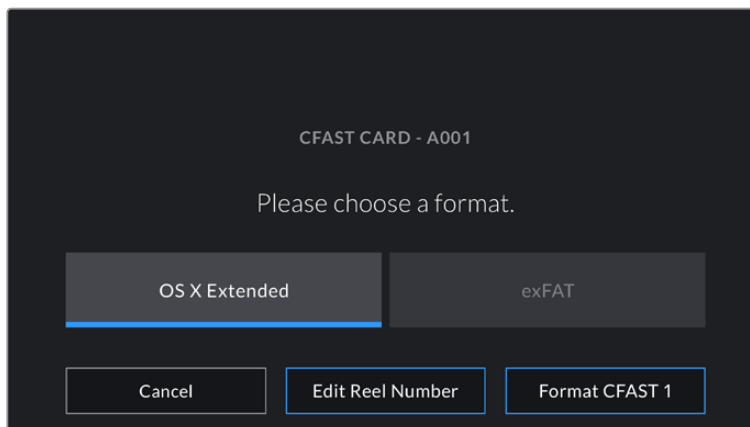 CFAST CARD - A001
Please choose a format.
OS X Extended exFAT
Cancel Edit Reel Number Format CFAST 1